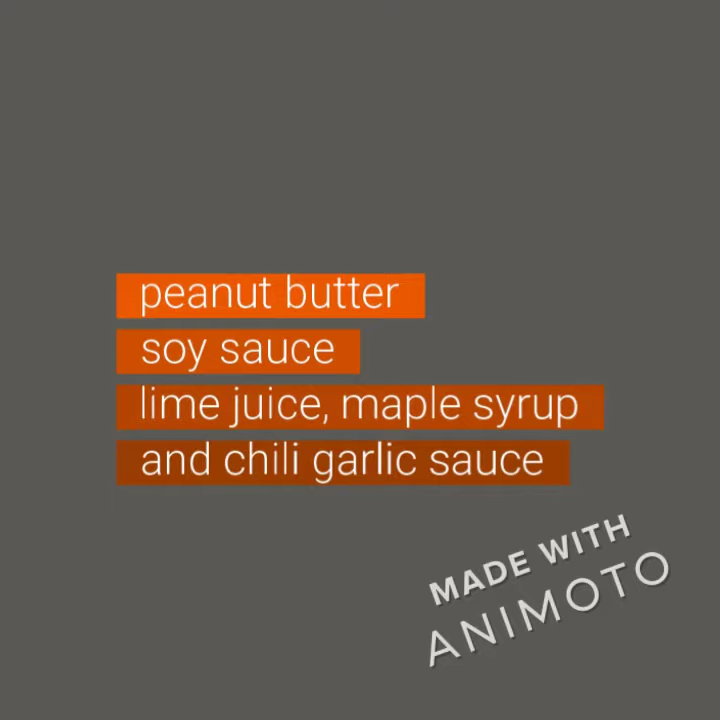 peanut butter
soy sauce
lime juice, maple syrup
and chili garlic sauce
MADE WITH
ANIMOTO